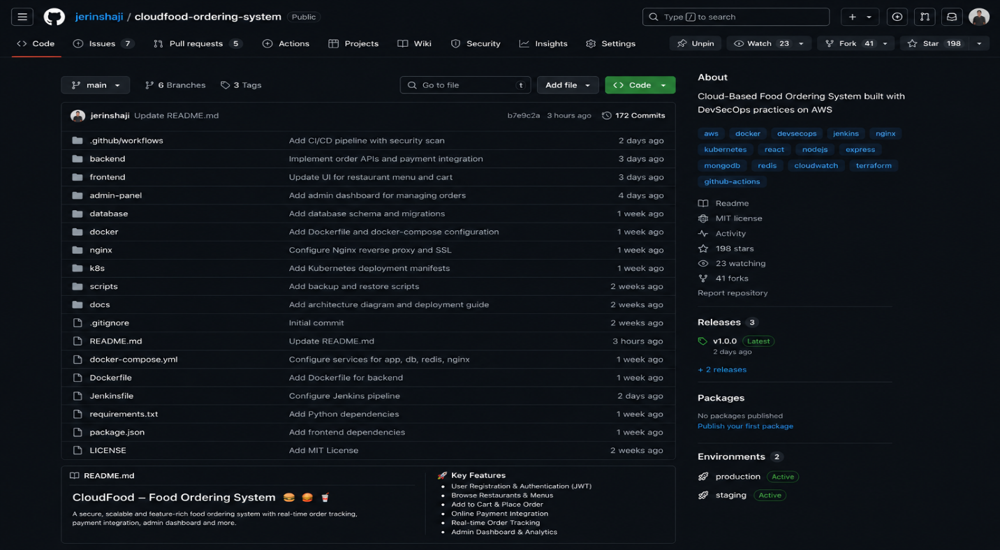 jerinshaji / cloudfood-ordering-system Public
Type / to search
Code Issues 7 Pull requests 5 Actions Projects Wiki Security Insights Settings
Unpin Watch 23 Fork 41 Star 198
main 6 Branches 3 Tags
Go to file t Add file Code
jerinshaji Update README.md b7e9c2a 3 hours ago 172 Commits
.github/workflows Add CI/CD pipeline with security scan 2 days ago
backend Implement order APIs and payment integration 3 days ago
frontend Update UI for restaurant menu and cart 3 days ago
admin-panel Add admin dashboard for managing orders 4 days ago
database Add database schema and migrations 1 week ago
docker Add Dockerfile and docker-compose configuration 1 week ago
nginx Configure Nginx reverse proxy and SSL 1 week ago
k8s Add Kubernetes deployment manifests 1 week ago
scripts Add backup and restore scripts 2 weeks ago
docs Add architecture diagram and deployment guide 2 weeks ago
.gitignore Initial commit 2 weeks ago
README.md Update README.md 3 hours ago
docker-compose.yml Configure services for app, db, redis, nginx 1 week ago
Dockerfile Add Dockerfile for backend 1 week ago
Jenkinsfile Configure Jenkins pipeline 2 days ago
requirements.txt Add Python dependencies 1 week ago
package.json Add frontend dependencies 1 week ago
LICENSE Add MIT License 2 weeks ago
README.md
CloudFood – Food Ordering System 🍔 🍔 🥤
A secure, scalable and feature-rich food ordering system with real-time order tracking,
payment integration, admin dashboard and more.
🚀 Key Features
• User Registration & Authentication (JWT)
• Browse Restaurants & Menus
• Add to Cart & Place Order
• Online Payment Integration
• Real-time Order Tracking
• Admin Dashboard & Analytics
About
Cloud-Based Food Ordering System built with
DevSecOps practices on AWS
aws docker devsecops jenkins nginx
kubernetes react nodejs express
mongodb redis cloudwatch terraform
github-actions
Readme
MIT license
Activity
198 stars
23 watching
41 forks
Report repository
Releases 3
v1.0.0 Latest
2 days ago
+ 2 releases
Packages
No packages published
Publish your first package
Environments 2
production Active
staging Active